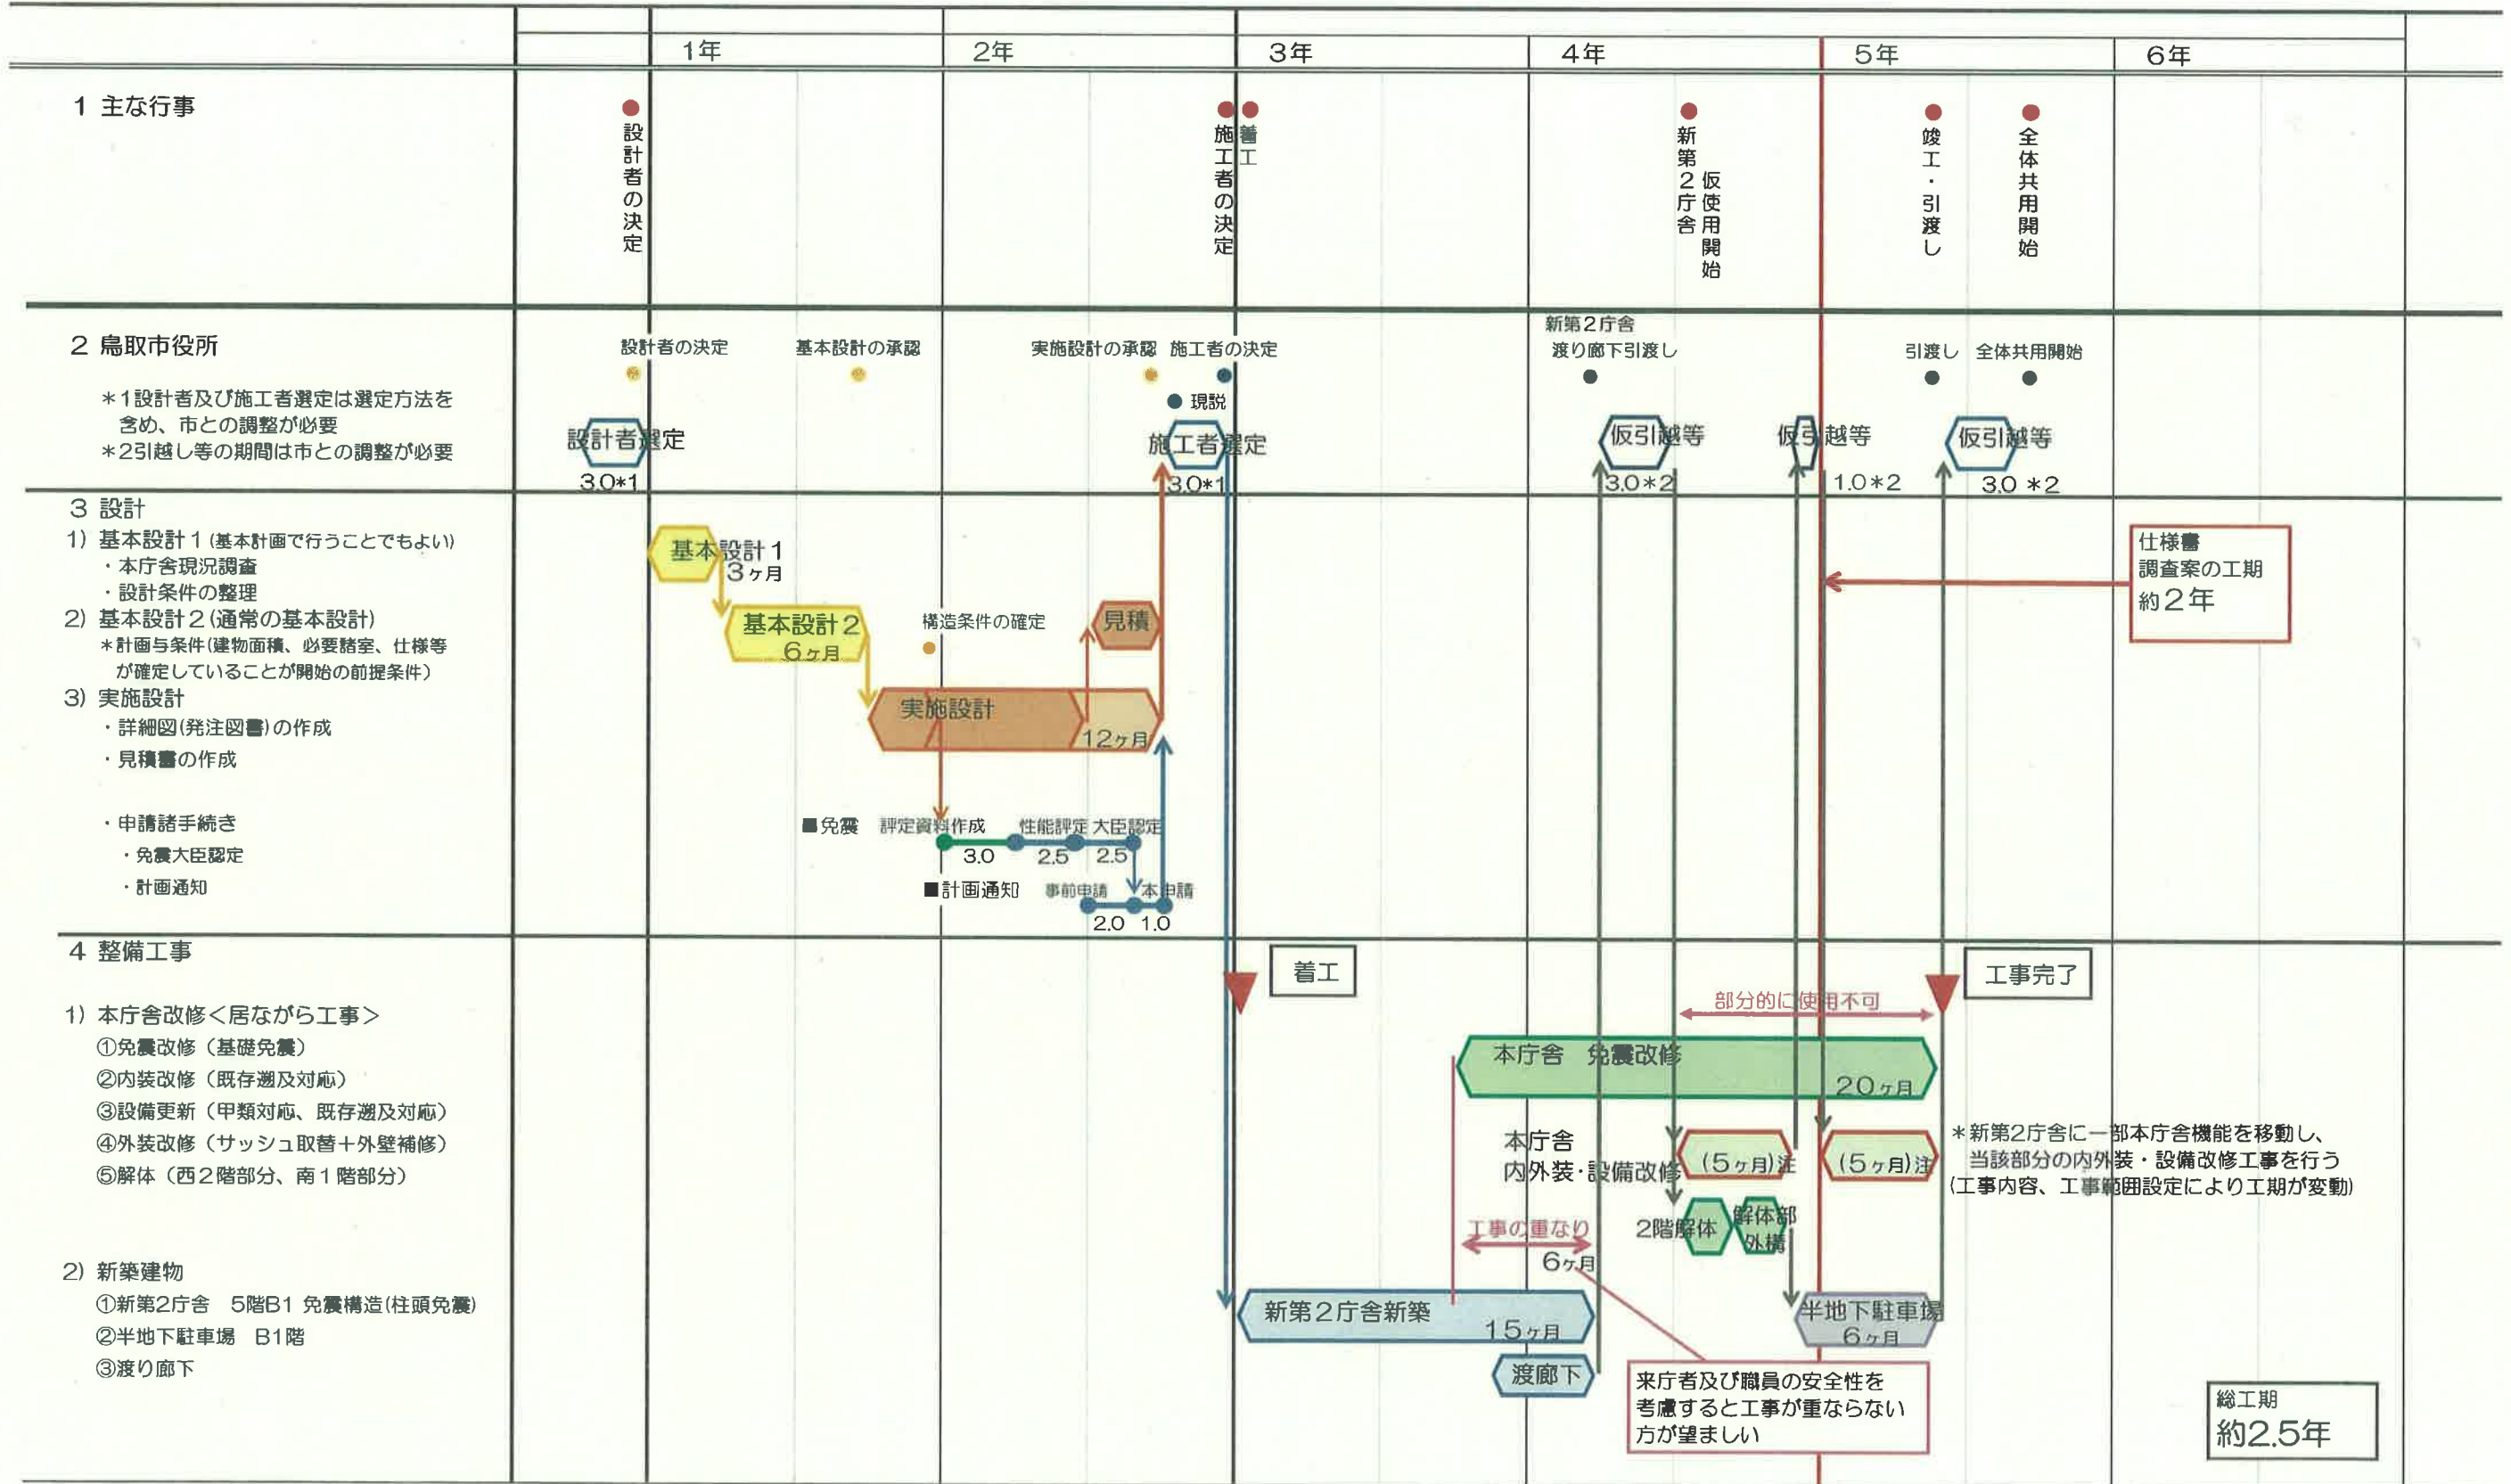 1年
2年
3年
4年
5年
6年
1 主な行事
設計者の決定
施工者の決定
着工
新第2庁舎
仮使用開始
竣工・引渡し
全体共用開始
2 鳥取市役所
＊1設計者及び施工者選定は選定方法を
含め、市との調整が必要
＊2引越し等の期間は市との調整が必要
設計者の決定
基本設計の承認
実施設計の承認
施工者の決定
現説
新第2庁舎
渡り廊下引渡し
引渡し
全体共用開始
設計者選定
3.0*1
施工者選定
3.0*1
仮引越等
3.0*2
仮引越等
1.0*2
仮引越等
3.0 *2
3 設計
1) 基本設計1(基本計画で行うことでもよい)
・本庁舎現況調査
・設計条件の整理
2) 基本設計2(通常の基本設計)
＊計画与条件(建物面積、必要諸室、仕様等
が確定していることが開始の前提条件)
3) 実施設計
・詳細図(発注図書)の作成
・見積書の作成
・申請諸手続き
・免震大臣認定
・計画通知
基本設計1
3ヶ月
基本設計2
6ヶ月
構造条件の確定
見積
実施設計
12ヶ月
■免震
評定資料作成
性能評定
大臣認定
3.0
2.5
2.5
■計画通知
事前申請
本申請
2.0
1.0
仕様書
調査案の工期
約2年
4 整備工事
1) 本庁舎改修＜居ながら工事＞
①免震改修（基礎免震）
②内装改修（既存遡及対応）
③設備更新（甲類対応、既存遡及対応）
④外装改修（サッシュ取替＋外壁補修）
⑤解体（西2階部分、南1階部分）
2) 新築建物
①新第2庁舎　5階B1 免震構造(柱頭免震)
②半地下駐車場　B1階
③渡り廊下
着工
工事完了
部分的に使用不可
本庁舎　免震改修
20ヶ月
本庁舎
内外装・設備改修
(5ヶ月)注
(5ヶ月)注
＊新第2庁舎に一部本庁舎機能を移動し、
当該部分の内外装・設備改修工事を行う
(工事内容、工事範囲設定により工期が変動)
2階解体
解体部
外構
工事の重なり
6ヶ月
新第2庁舎新築
15ヶ月
半地下駐車場
6ヶ月
渡廊下
来庁者及び職員の安全性を
考慮すると工事が重ならない
方が望ましい
総工期
約2.5年